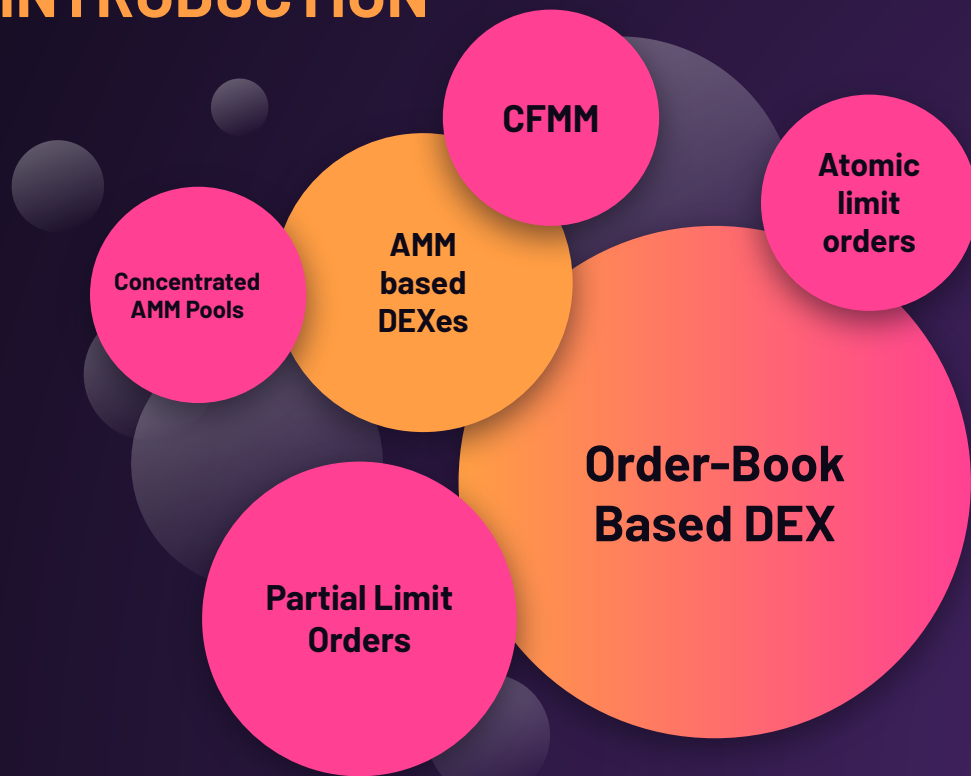 INTRODUCTION
CFMM
Atomic
limit
orders
AMM
based
DEXes
Concentrated
AMM Pools
Order-Book
Based DEX
Partial Limit
Orders